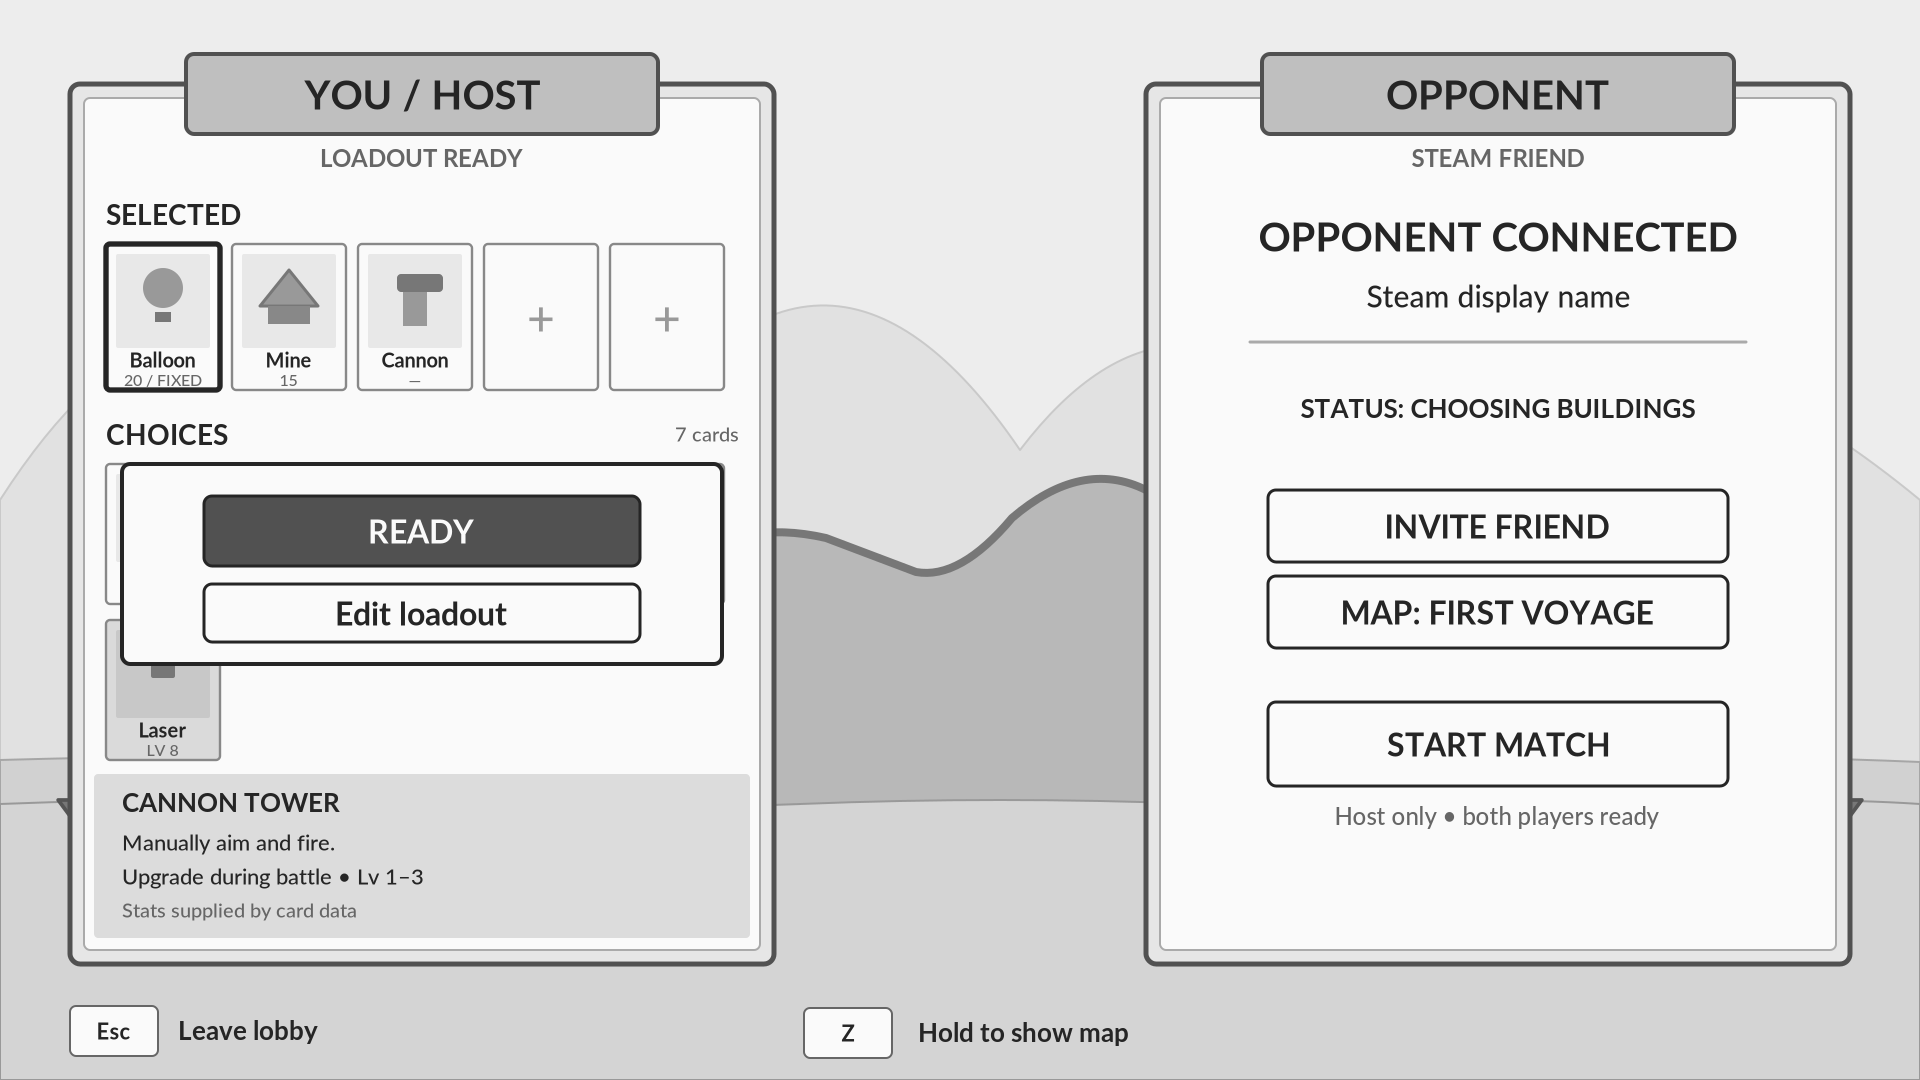 YOU / HOST
LOADOUT READY
SELECTED
Balloon
20 / FIXED
Mine
15
Cannon
—
+
+
CHOICES
7 cards
READY
Edit loadout
Laser
LV 8
CANNON TOWER
Manually aim and fire.
Upgrade during battle • Lv 1–3
Stats supplied by card data
OPPONENT
STEAM FRIEND
OPPONENT CONNECTED
Steam display name
STATUS: CHOOSING BUILDINGS
INVITE FRIEND
MAP: FIRST VOYAGE
START MATCH
Host only • both players ready
Esc
Leave lobby
Z
Hold to show map